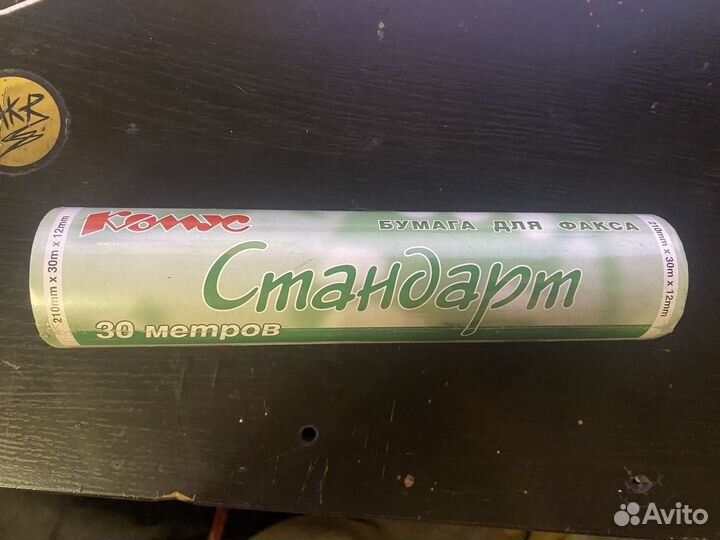 Комус
БУМАГА ДЛЯ ФАКСА
210mm x 30m x 12mm
Стандарт
30 метров
210mm x 30m x 12mm
Avito